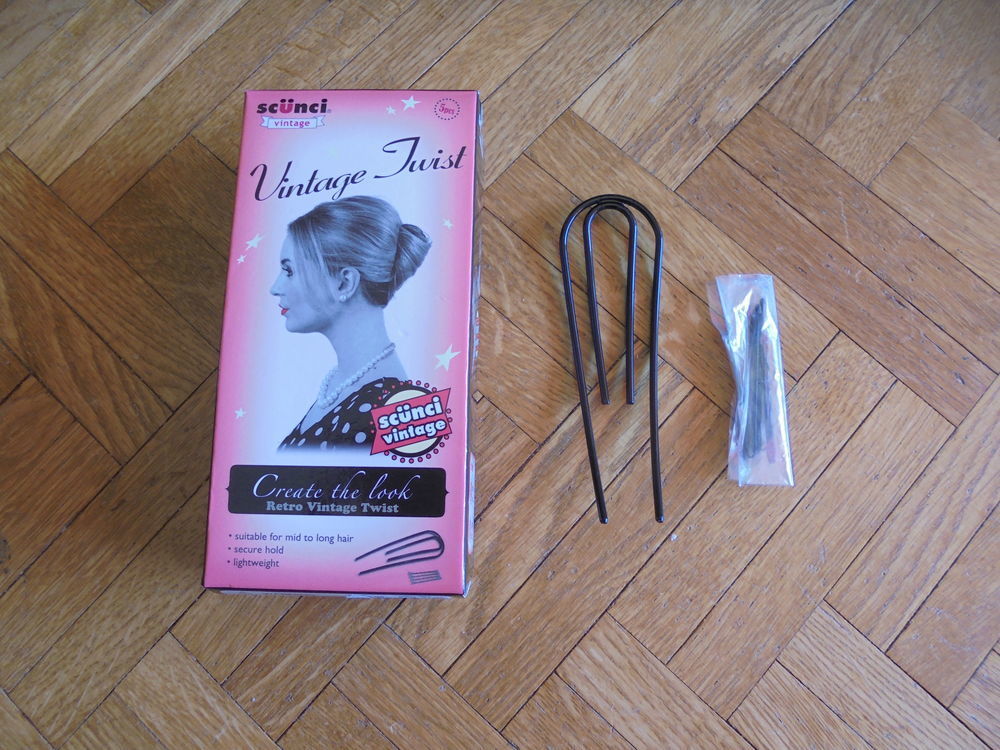 scünci®
vintage
5pcs
Vintage Twist
scünci
vintage
Create the look
Retro Vintage Twist
• suitable for mid to long hair
• secure hold
• lightweight